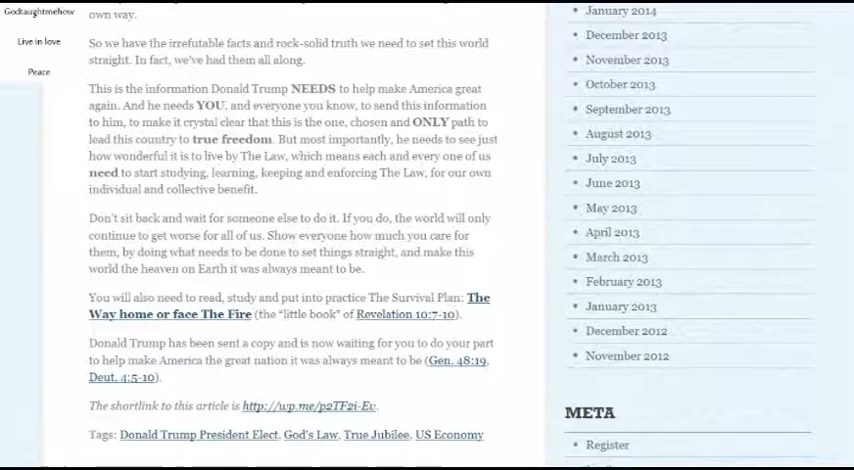 Godtaughtmehow
Live in love
Peace
own way.
So we have the irrefutable facts and rock-solid truth we need to set this world
straight. In fact, we've had them all along.
This is the information Donald Trump NEEDS to help make America great
again. And he needs YOU, and everyone you know, to send this information
to him, to make it crystal clear that this is the one, chosen and ONLY path to
lead this country to true freedom. But most importantly, he needs to see just
how wonderful it is to live by The Law, which means each and every one of us
need to start studying, learning, keeping and enforcing The Law, for our own
individual and collective benefit.
Don't sit back and wait for someone else to do it. If you do, the world will only
continue to get worse for all of us. Show everyone how much you care for
them, by doing what needs to be done to set things straight, and make this
world the heaven on Earth it was always meant to be.
You will also need to read, study and put into practice The Survival Plan: The
Way home or face The Fire (the "little book" of Revelation 10:7-10).
Donald Trump has been sent a copy and is now waiting for you to do your part
to help make America the great nation it was always meant to be (Gen. 48:19,
Deut. 4:5-10).
The shortlink to this article is http://wp.me/p2TF2i-Ev.
Tags: Donald Trump President Elect, God's Law, True Jubilee, US Economy
January 2014
December 2013
November 2013
October 2013
September 2013
August 2013
July 2013
June 2013
May 2013
April 2013
March 2013
February 2013
January 2013
December 2012
November 2012
META
Register